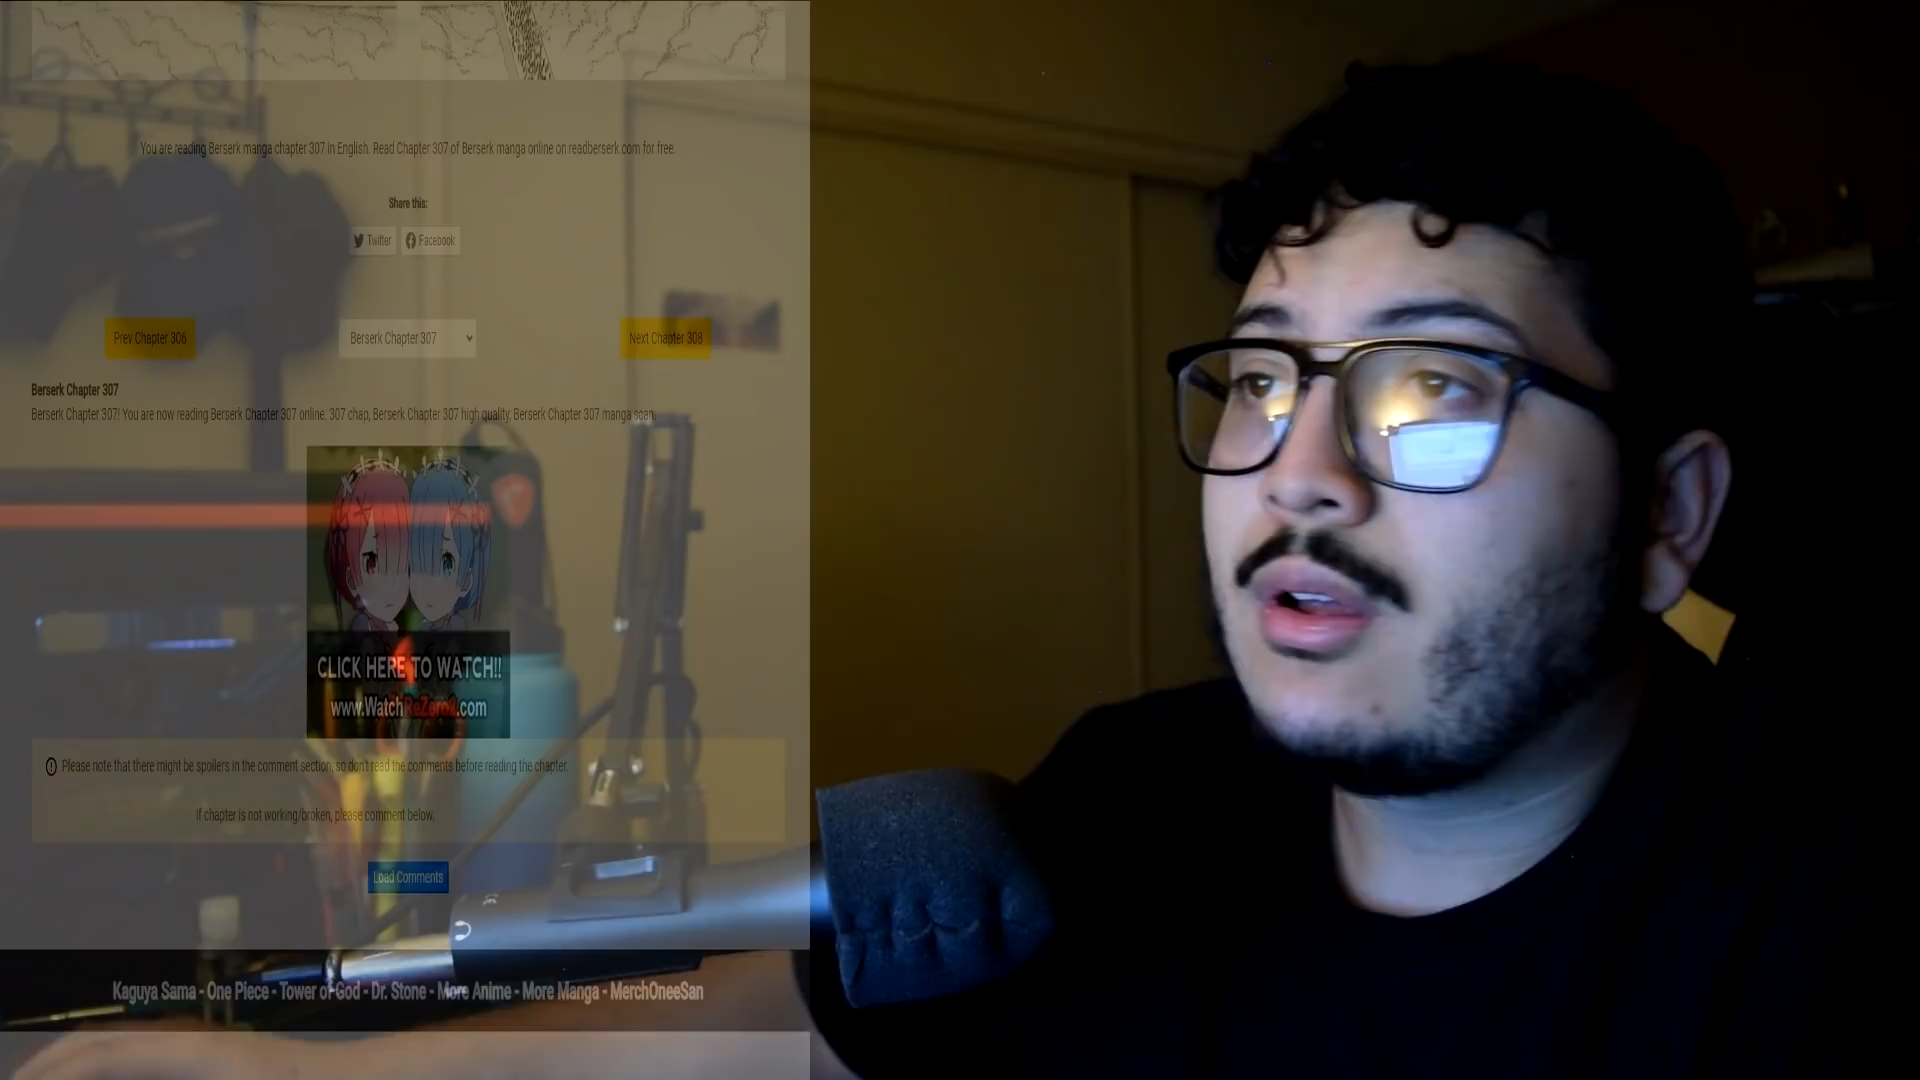 You are reading Berserk manga chapter 307 in English. Read Chapter 307 of Berserk manga online on readberserk.com for free.
Share this:
Twitter Facebook
Prev Chapter 306 Berserk Chapter 307 Next Chapter 308
Berserk Chapter 307
Berserk Chapter 307! You are now reading Berserk Chapter 307 online. 307 chap, Berserk Chapter 307 high quality, Berserk Chapter 307 manga scan.
CLICK HERE TO WATCH!!
www.WatchReZero2.com
Please note that there might be spoilers in the comment section, so don't read the comments before reading the chapter.
If chapter is not working/broken, please comment below.
Load Comments
Kaguya Sama - One Piece - Tower of God - Dr. Stone - More Anime - More Manga - MerchOneeSan